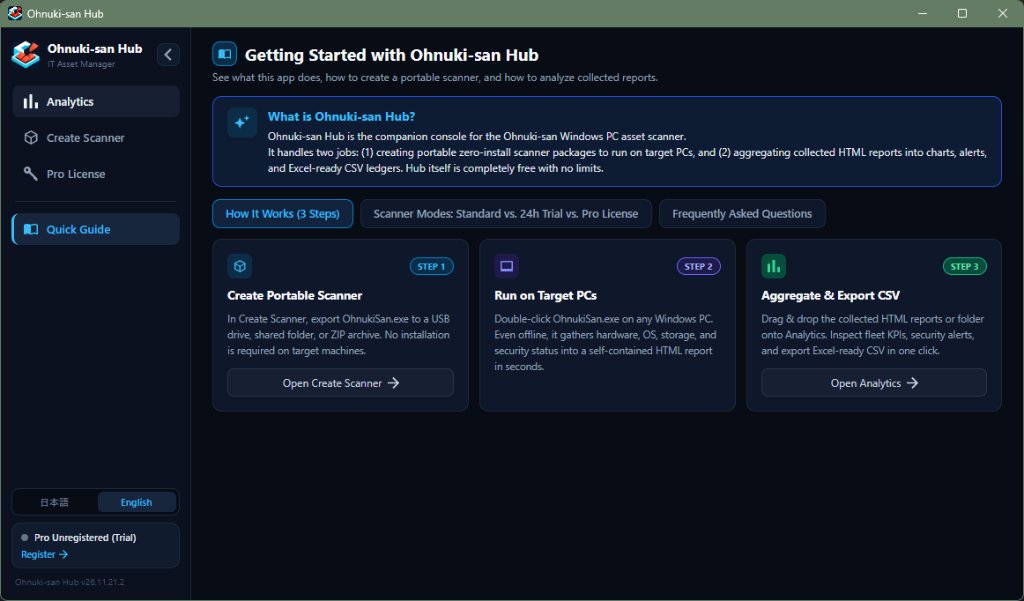 Ohnuki-san Hub
Ohnuki-san Hub
IT Asset Manager
Analytics
Create Scanner
Pro License
Quick Guide
日本語
English
Pro Unregistered (Trial)
Register →
Ohnuki-san Hub v26.11.21.2
Getting Started with Ohnuki-san Hub
See what this app does, how to create a portable scanner, and how to analyze collected reports.
What is Ohnuki-san Hub?
Ohnuki-san Hub is the companion console for the Ohnuki-san Windows PC asset scanner.
It handles two jobs: (1) creating portable zero-install scanner packages to run on target PCs, and (2) aggregating collected HTML reports into charts, alerts,
and Excel-ready CSV ledgers. Hub itself is completely free with no limits.
How It Works (3 Steps)
Scanner Modes: Standard vs. 24h Trial vs. Pro License
Frequently Asked Questions
STEP 1
Create Portable Scanner
In Create Scanner, export OhnukiSan.exe to a USB
drive, shared folder, or ZIP archive. No installation
is required on target machines.
Open Create Scanner →
STEP 2
Run on Target PCs
Double-click OhnukiSan.exe on any Windows PC.
Even offline, it gathers hardware, OS, storage, and
security status into a self-contained HTML report
in seconds.
STEP 3
Aggregate & Export CSV
Drag & drop the collected HTML reports or folder
onto Analytics. Inspect fleet KPIs, security alerts,
and export Excel-ready CSV in one click.
Open Analytics →